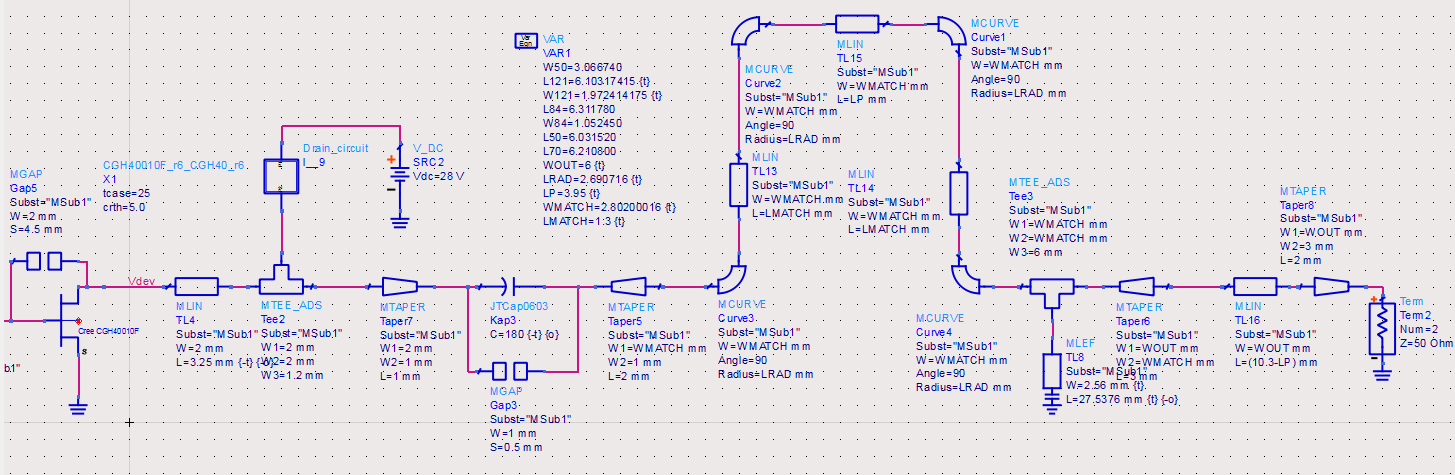 MGAP
Gap5
Subst="MSub1"
W=2 mm
S=4.5 mm
CGH40010F_r6_CGH40_r6
X1
tcase=25
crth=5.0
Drain_circuit
I__9
V_DC
SRC2
Vdc=28 V
Var
Eqn
VAR
VAR1
W50=3.066740
L121=6.10317415 {t}
W121=1.972414175 {t}
L84=6.311780
W84=1.052450
L50=6.031520
L70=6.210800
WOUT=6 {t}
LRAD=2.690716 {t}
LP=3.95 {t}
WMATCH=2.80200016 {t}
LMATCH=1.3 {t}
MCURVE
Curve2
Subst="MSub1"
W=WMATCH mm
Angle=90
Radius=LRAD mm
MLIN
TL15
Subst="MSub1"
W=WMATCH mm
L=LP mm
MCURVE
Curve1
Subst="MSub1"
W=WMATCH mm
Angle=90
Radius=LRAD mm
MLIN
TL13
Subst="MSub1"
W=WMATCH mm
L=LMATCH mm
MLIN
TL14
Subst="MSub1"
W=WMATCH mm
L=LMATCH mm
MTEE_ADS
Tee3
Subst="MSub1"
W1=WMATCH mm
W2=WMATCH mm
W3=6 mm
MTAPER
Taper8
Subst="MSub1"
W1=WOUT mm
W2=3 mm
L=2 mm
Vdev
Cree CGH40010F
S
b1"
MLIN
TL4
Subst="MSub1"
W=2 mm
L=3.25 mm {-t}
MTEE_ADS
Tee2
Subst="MSub1"
W1=2 mm
W2=2 mm
W3=1.2 mm
MTAPER
Taper7
Subst="MSub1"
W1=2 mm
W2=1 mm
L=1 mm
JTCap0603
Kap3
C=180 {-t} {o}
MGAP
Gap3
Subst="MSub1"
W=1 mm
S=0.5 mm
MTAPER
Taper5
Subst="MSub1"
W1=WMATCH mm
W2=1 mm
L=2 mm
MCURVE
Curve3
Subst="MSub1"
W=WMATCH mm
Angle=90
Radius=LRAD mm
MCURVE
Curve4
Subst="MSub1"
W=WMATCH mm
Angle=90
Radius=LRAD mm
MLEF
TL8
Subst="MSub1"
W=2.56 mm {t}
L=27.5376 mm {t} {-o}
MTAPER
Taper6
Subst="MSub1"
W1=WOUT mm
W2=WMATCH mm
L=3 mm
MLIN
TL16
Subst="MSub1"
W=WOUT mm
L=(10.3-LP) mm
Term
Term2
Num=2
Z=50 Ohm